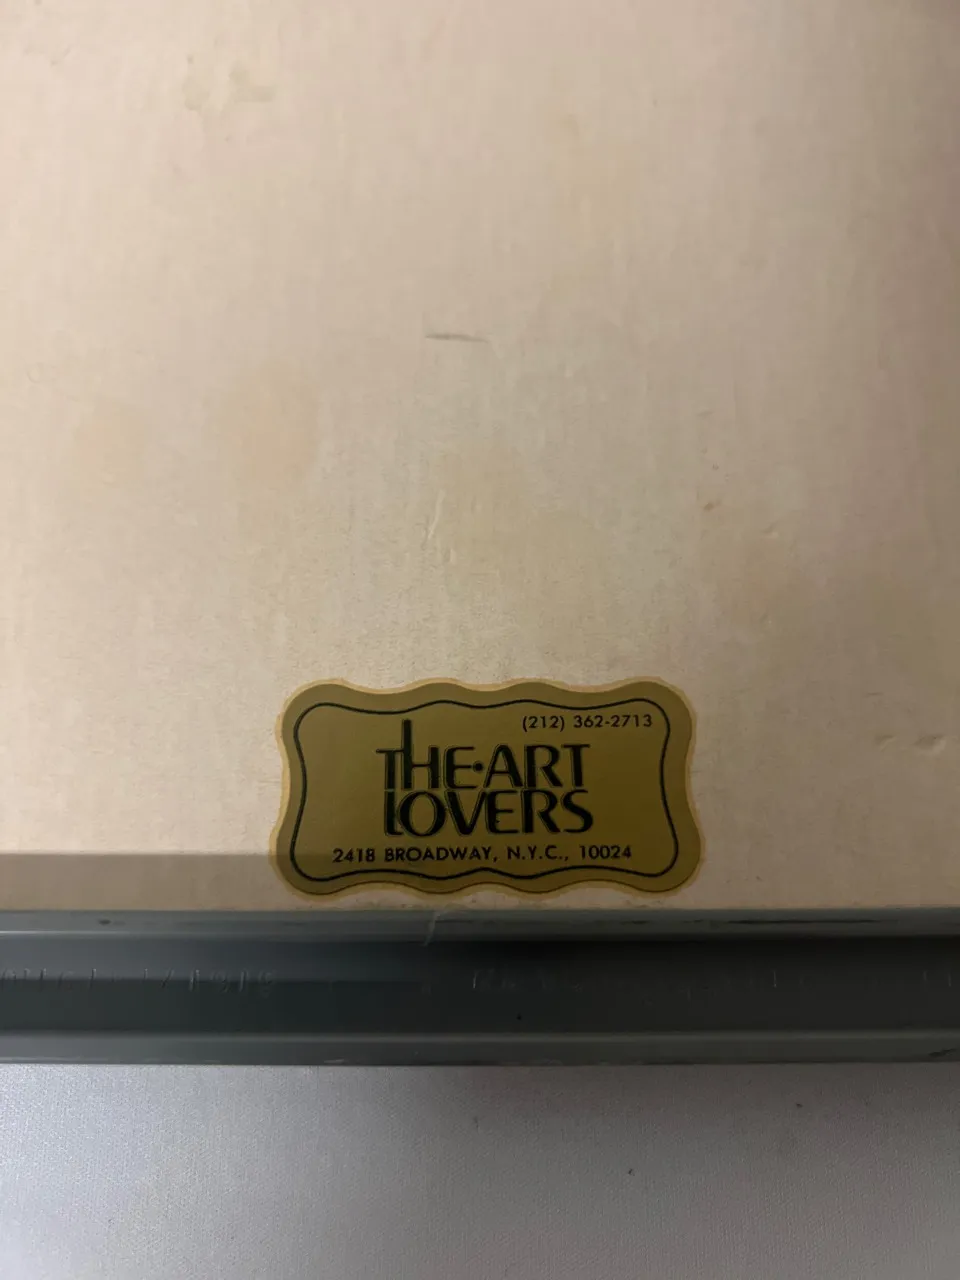 (212) 362-2713
THE·ART
LOVERS
2418 BROADWAY, N.Y.C., 10024